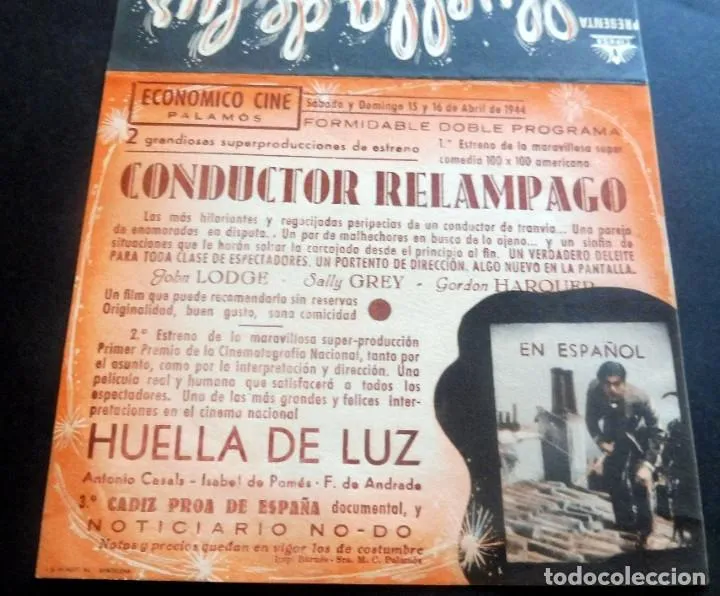 Huella de Luz
PRESENTA
ECONOMICO CINE
PALAMÓS
Sábado y Domingo 15 y 16 de Abril de 1944
FORMIDABLE DOBLE PROGRAMA
2 grandiosas superproducciones de estreno
1.º Estreno de la maravillosa super
comedia 100 x 100 americana
CONDUCTOR RELAMPAGO
Las más hilariantes y regocijadas peripecias de un conductor de tranvía... Una pareja
de enamorados en disputa.. Un par de malhechores en busca de lo ajeno... y un sinfin de
situaciones que le harán soltar la carcajada desde el principio al fin. UN VERDADERO DELEITE
PARA TODA CLASE DE ESPECTADORES. UN PORTENTO DE DIRECCIÓN. ALGO NUEVO EN LA PANTALLA.
John LODGE - Sally GREY - Gordon HARQUER
Un film que puede recomendarlo sin reservas
Originalidad, buen gusto, sana comicidad
2.º Estreno de la maravillosa super-producción
Primer Premio de la Cinematografía Nacional, tanto por
el asunto, como por la interpretación y dirección. Una
película real y humana que satisfacerá a todos los
espectadores. Una de las más grandes y felices inter-
pretaciones en el cinema nacional
HUELLA DE LUZ
Antonio Casals - Isabel de Pomés - F. de Andrade
3.º CADIZ PROA DE ESPAÑA documental, y
NOTICIARIO NO-DO
Notas y precios quedan en vigor los de costumbre
Imp. Barnés - Sra. M. C. Palamós
EN ESPAÑOL
todocoleccion